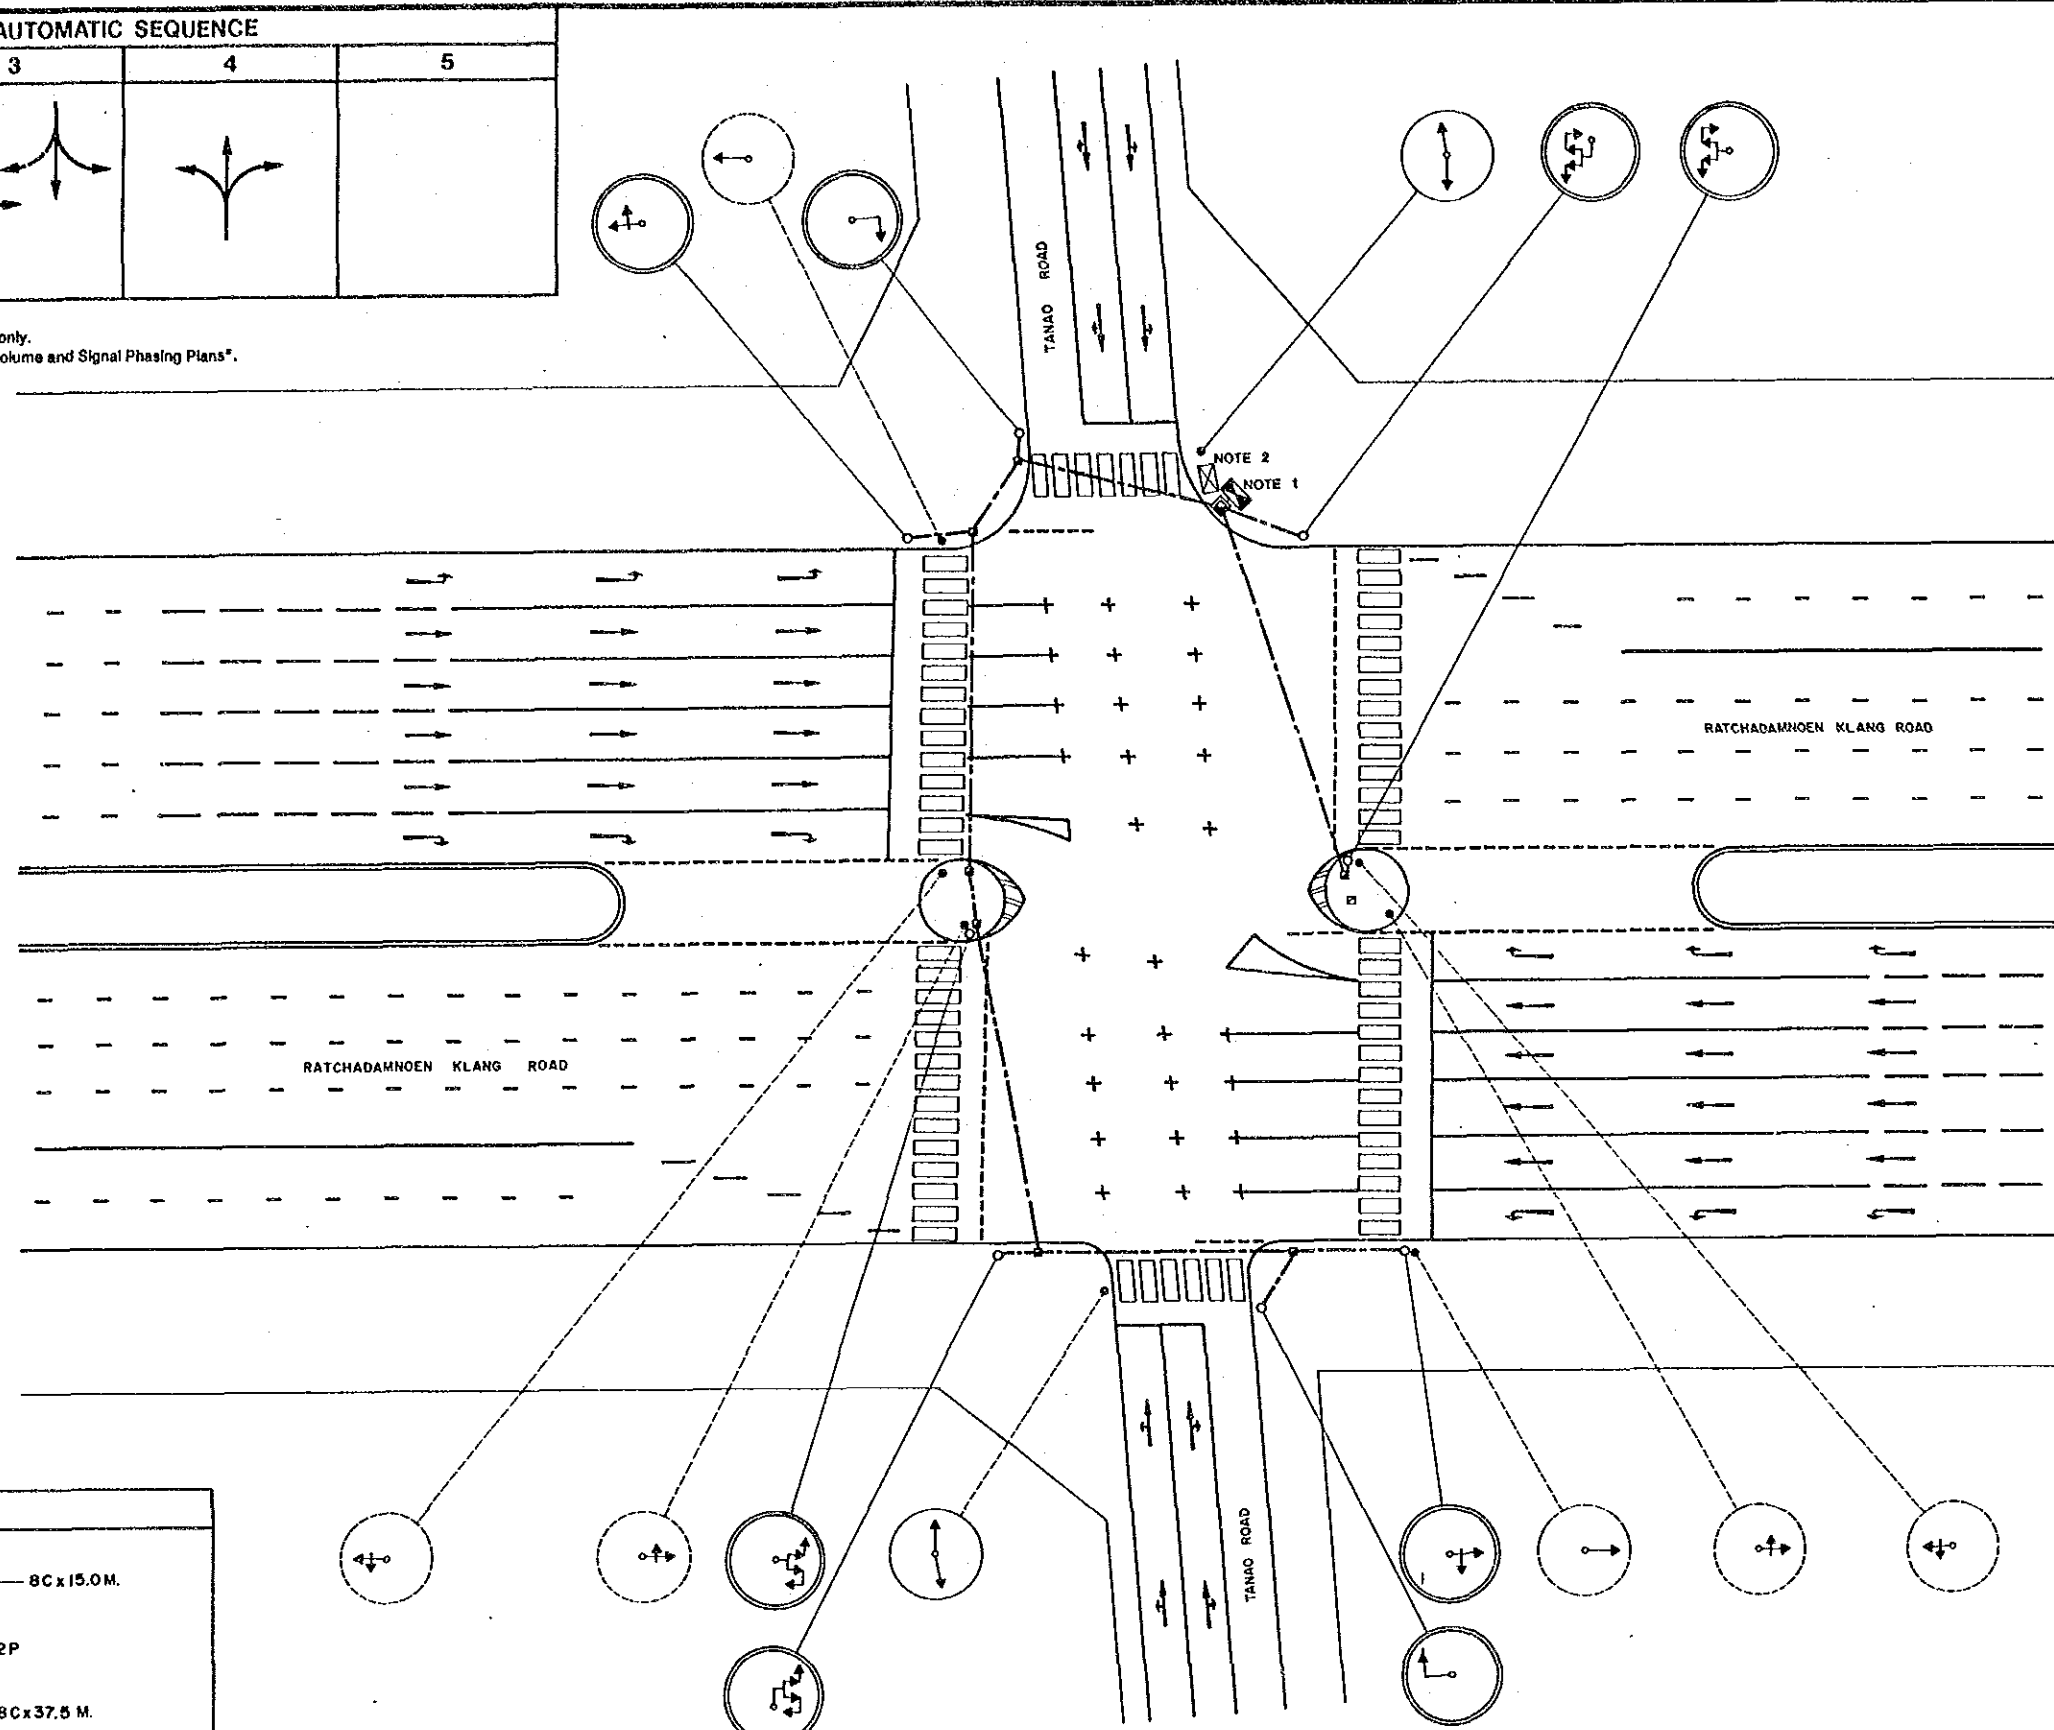 AUTOMATIC SEQUENCE
3 4 5
only.
olume and Signal Phasing Plans".
TANAO ROAD
NOTE 2
NOTE 1
RATCHADAMNOEN KLANG ROAD
RATCHADAMNOEN KLANG ROAD
TANAO ROAD
8C x 15.0 M.
2P
8C x 37.5 M.